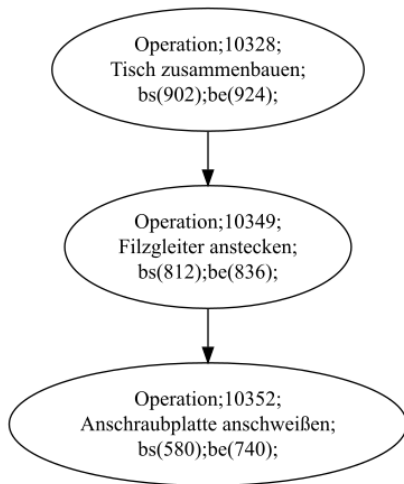 Operation;10328;
Tisch zusammenbauen;
bs(902);be(924);
Operation;10349;
Filzgleiter anstecken;
bs(812);be(836);
Operation;10352;
Anschraubplatte anschweißen;
bs(580);be(740);